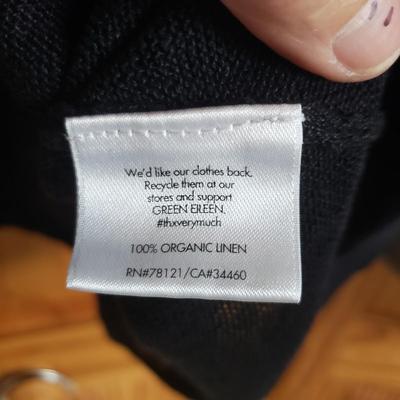 We'd like our clothes back.
Recycle them at our
stores and support
GREEN EILEEN.
#thxverymuch
100% ORGANIC LINEN
RN#78121/CA#34460